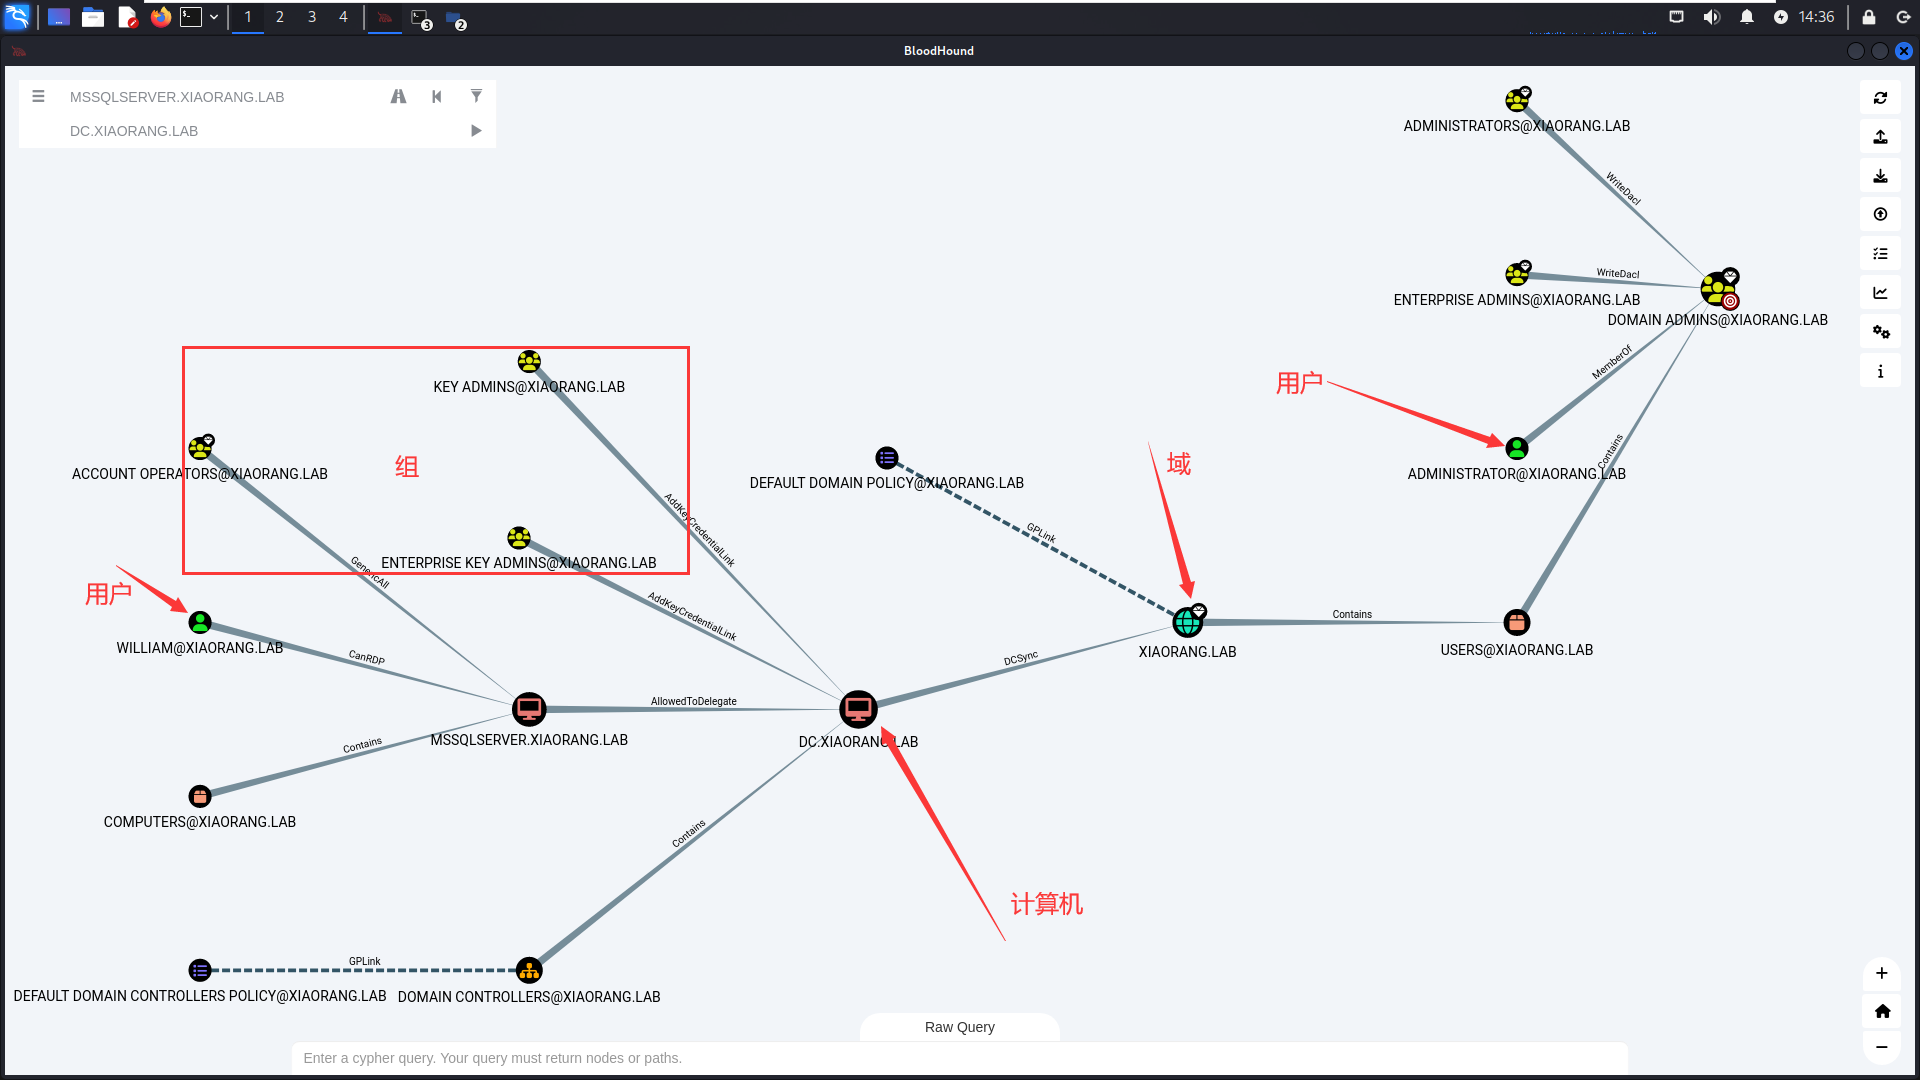 1 2 3 4
3
2
14:36
BloodHound
MSSQLSERVER.XIAORANG.LAB
DC.XIAORANG.LAB
ADMINISTRATORS@XIAORANG.LAB
WriteDacl
ENTERPRISE ADMINS@XIAORANG.LAB
WriteDacl
DOMAIN ADMINS@XIAORANG.LAB
MemberOf
用户
ADMINISTRATOR@XIAORANG.LAB
Contains
KEY ADMINS@XIAORANG.LAB
ACCOUNT OPERATORS@XIAORANG.LAB
组
AddKeyCredentialLink
ENTERPRISE KEY ADMINS@XIAORANG.LAB
GenericAll
AddKeyCredentialLink
DEFAULT DOMAIN POLICY@XIAORANG.LAB
GPLink
域
用户
WILLIAM@XIAORANG.LAB
CanRDP
XIAORANG.LAB
Contains
USERS@XIAORANG.LAB
DCSync
AllowedToDelegate
MSSQLSERVER.XIAORANG.LAB
DC.XIAORANG.LAB
Contains
COMPUTERS@XIAORANG.LAB
Contains
计算机
GPLink
DEFAULT DOMAIN CONTROLLERS POLICY@XIAORANG.LAB
DOMAIN CONTROLLERS@XIAORANG.LAB
Raw Query
Enter a cypher query. Your query must return nodes or paths.